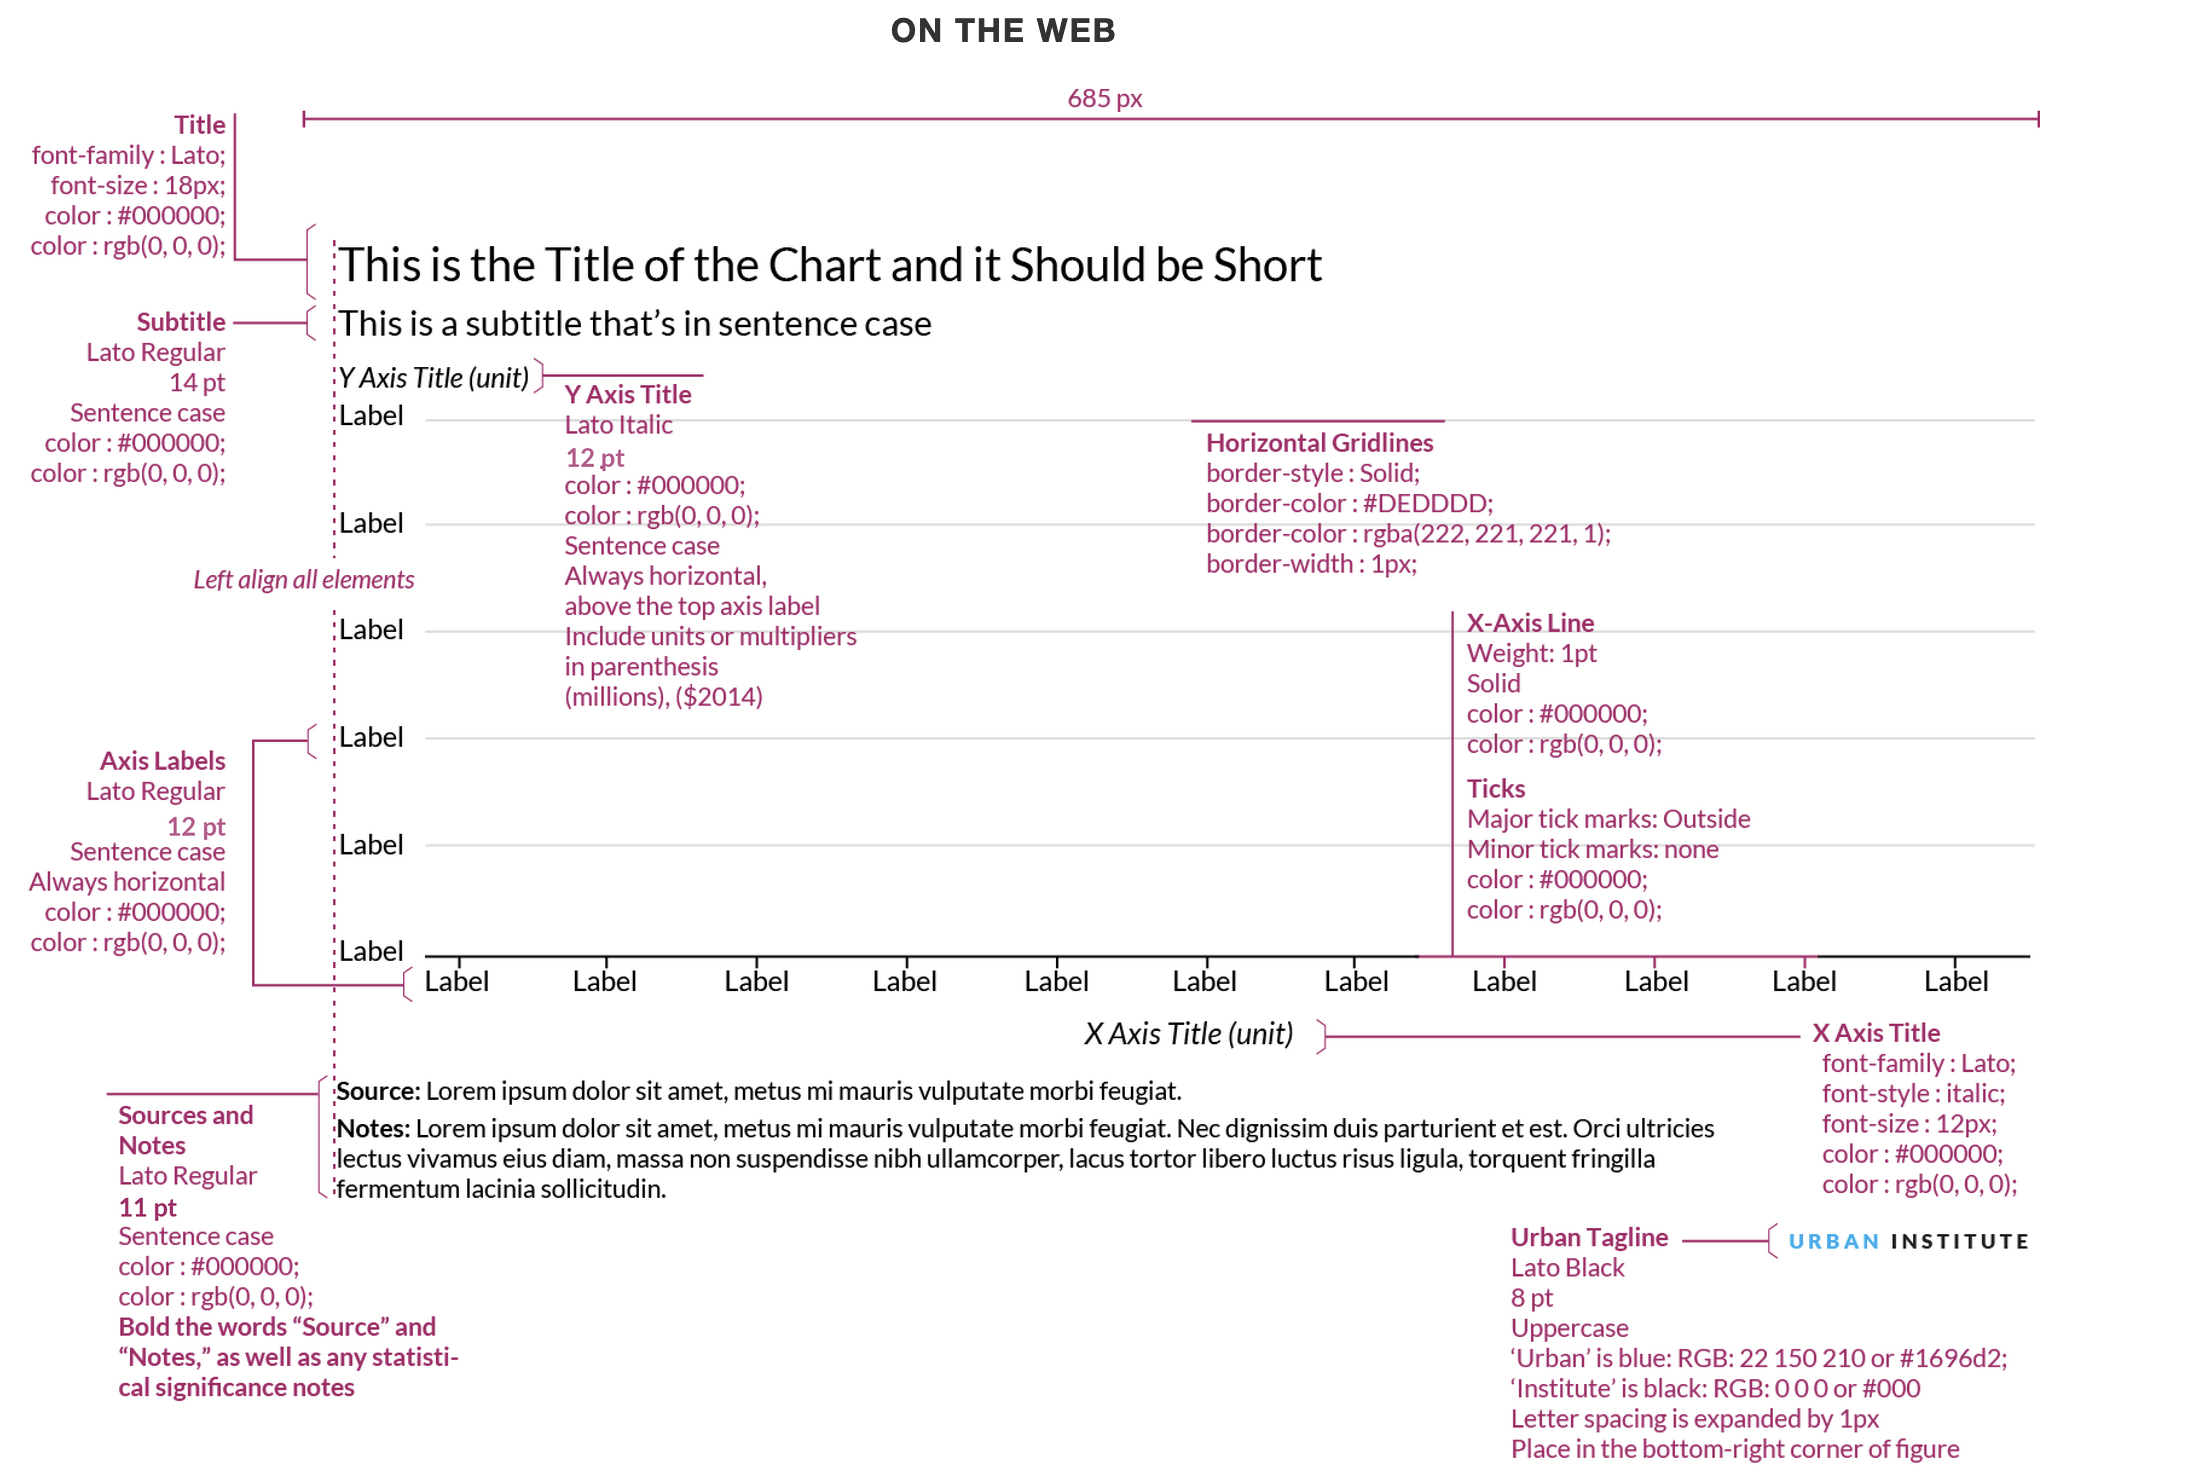 ON THE WEB
685 px
Title
font-family : Lato;
font-size : 18px;
color : #000000;
color : rgb(0, 0, 0);
This is the Title of the Chart and it Should be Short
Subtitle
Lato Regular
14 pt
Sentence case
color : #000000;
color : rgb(0, 0, 0);
This is a subtitle that’s in sentence case
Y Axis Title (unit)
Y Axis Title
Lato Italic
12 pt
color : #000000;
color : rgb(0, 0, 0);
Sentence case
Always horizontal,
above the top axis label
Include units or multipliers
in parenthesis
(millions), ($2014)
Label
Label
Label
Label
Label
Label
Horizontal Gridlines
border-style : Solid;
border-color : #DEDDDD;
border-color : rgba(222, 221, 221, 1);
border-width : 1px;
Left align all elements
X-Axis Line
Weight: 1pt
Solid
color : #000000;
color : rgb(0, 0, 0);
Ticks
Major tick marks: Outside
Minor tick marks: none
color : #000000;
color : rgb(0, 0, 0);
Axis Labels
Lato Regular
12 pt
Sentence case
Always horizontal
color : #000000;
color : rgb(0, 0, 0);
Label Label Label Label Label Label Label Label Label Label Label
X Axis Title (unit)
X Axis Title
font-family : Lato;
font-style : italic;
font-size : 12px;
color : #000000;
color : rgb(0, 0, 0);
Source: Lorem ipsum dolor sit amet, metus mi mauris vulputate morbi feugiat.
Notes: Lorem ipsum dolor sit amet, metus mi mauris vulputate morbi feugiat. Nec dignissim duis parturient et est. Orci ultricies
lectus vivamus eius diam, massa non suspendisse nibh ullamcorper, lacus tortor libero luctus risus ligula, torquent fringilla
fermentum lacinia sollicitudin.
Sources and
Notes
Lato Regular
11 pt
Sentence case
color : #000000;
color : rgb(0, 0, 0);
Bold the words “Source” and
“Notes,” as well as any statisti-
cal significance notes
Urban Tagline
URBAN INSTITUTE
Lato Black
8 pt
Uppercase
‘Urban’ is blue: RGB: 22 150 210 or #1696d2;
‘Institute’ is black: RGB: 0 0 0 or #000
Letter spacing is expanded by 1px
Place in the bottom-right corner of figure